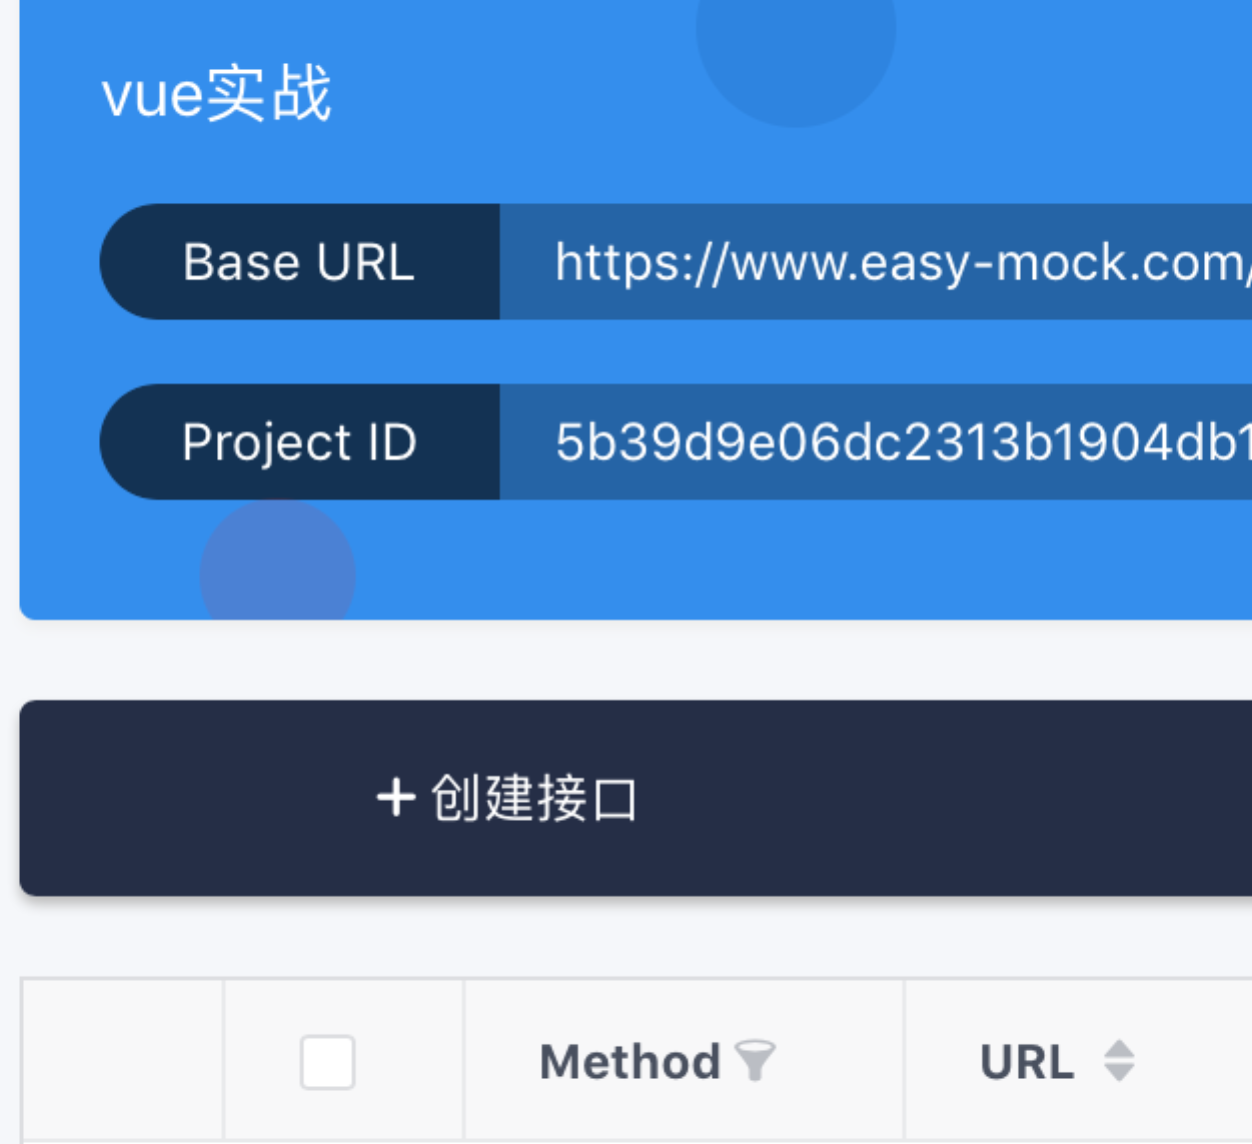 vue实战
Base URL https://www.easy-mock.com/
Project ID 5b39d9e06dc2313b1904db1
+ 创建接口
Method URL